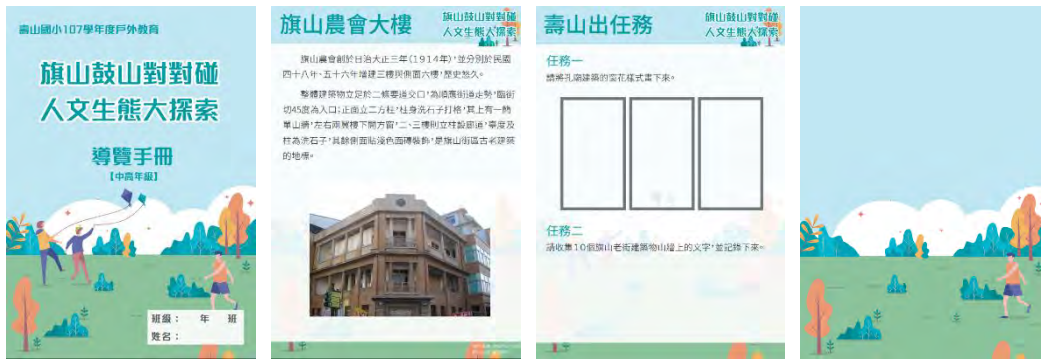 壽山國小107學年度戶外教育
旗山鼓山對對碰
人文生態大探索
導覽手冊
【中高年級】
班級： 年 班
姓名：
旗山農會大樓
旗山鼓山對對碰
人文生態大探索
旗山農會創於日治大正三年（1914年），並分別於民國
四十八年、五十六年增建三樓與側面六樓，歷史悠久。
整體建築物立足於二條要道交口，為順應街道走勢，臨街
切45度為入口；正面立二方柱，柱身洗石子打格，其上有一簡
單山牆，左右兩翼樓下開方窗，二、三樓則立柱設廊道，臺度及
柱為洗石子，其餘側面貼淺色面磚裝飾，是旗山街區古老建築
的地標。
壽山出任務
旗山鼓山對對碰
人文生態大探索
任務一
請將孔廟建築的窗花樣式畫下來。
任務二
請收集10個旗山老街建築物山牆上的文字，並記錄下來。